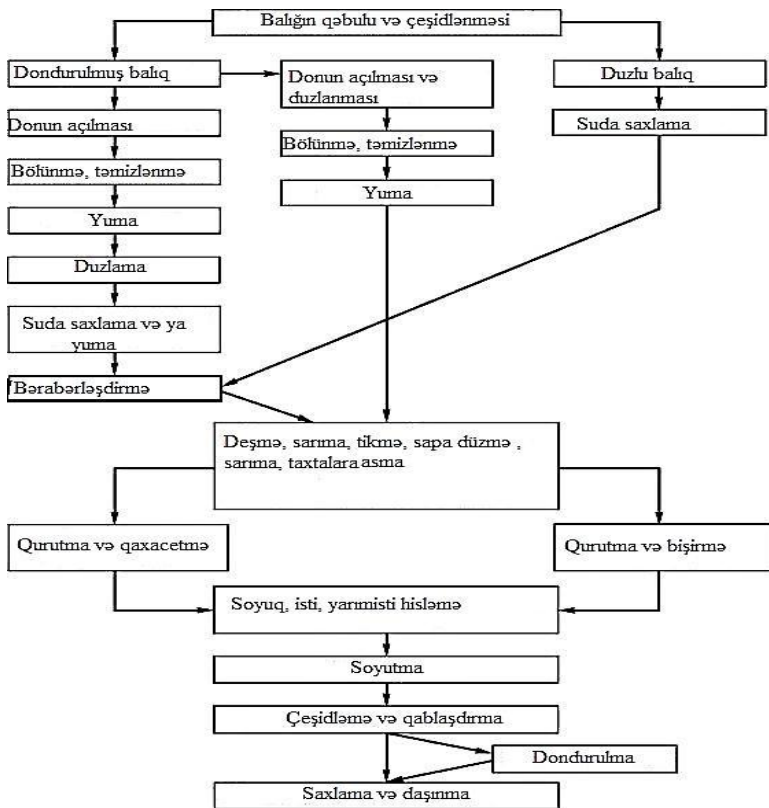 Balığın qəbulu və çeşidlənməsi
Dondurulmuş balıq
Donun açılması və
duzlanması
Duzlu balıq
Donun açılması
Suda saxlama
Bölünmə, təmizlənmə
Bölünmə, təmizlənmə
Yuma
Yuma
Duzlama
Suda saxlama və ya
yuma
Bərabərləşdirmə
Deşmə, sarıma, tikmə, sapa düzmə ,
sarıma, taxtalara asma
Qurutma və qaxacetmə
Qurutma və bişirmə
Soyuq, isti, yarımisti hisləmə
Soyutma
Çeşidləmə və qablaşdırma
Dondurulma
Saxlama və daşınma